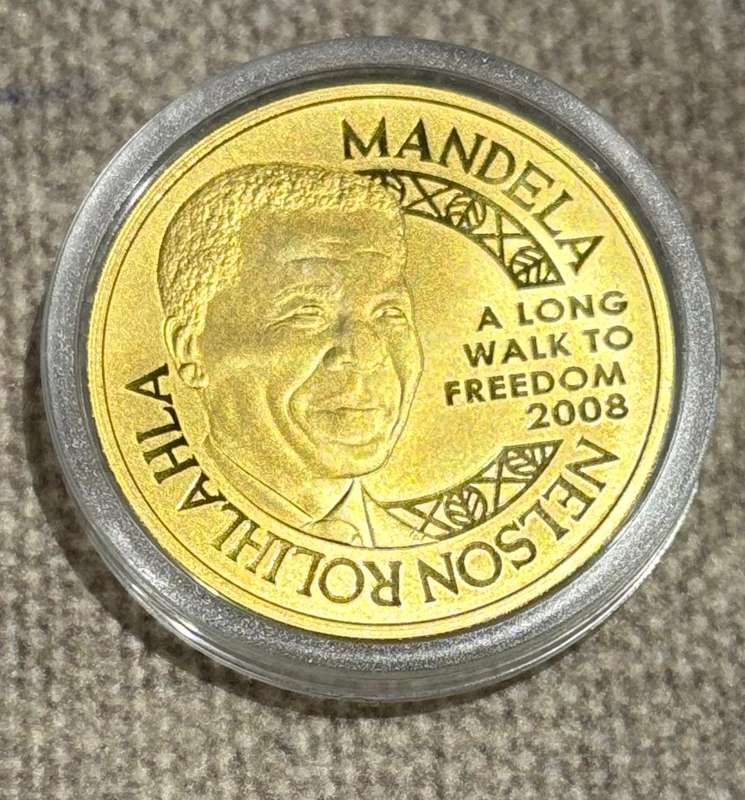 NELSON ROLIHLAHLA
MANDELA
A LONG
WALK TO
FREEDOM
2008